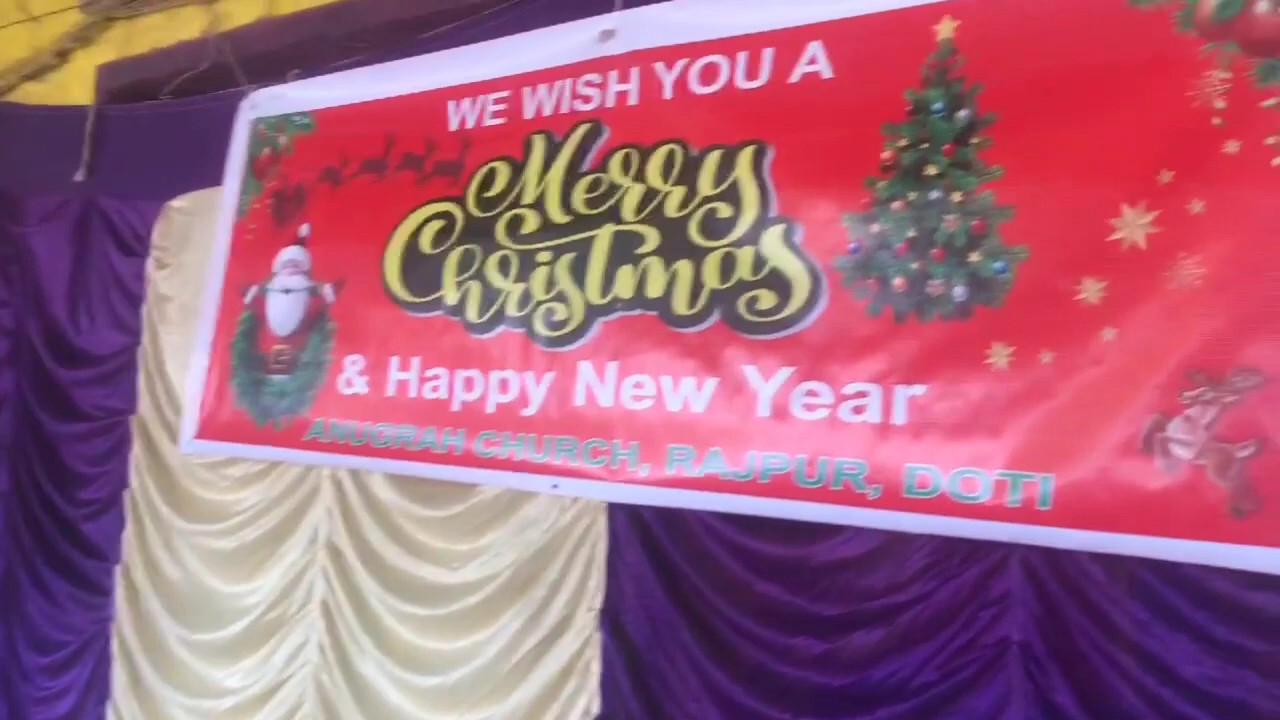 WE WISH YOU A
Merry
Christmas
& Happy New Year
ANUGRAH CHURCH, RAJPUR, DOTI